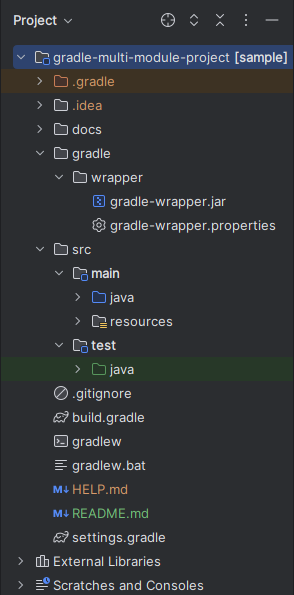 Project
gradle-multi-module-project [sample]
.gradle
.idea
docs
gradle
wrapper
gradle-wrapper.jar
gradle-wrapper.properties
src
main
java
resources
test
java
.gitignore
build.gradle
gradlew
gradlew.bat
M↓ HELP.md
M↓ README.md
settings.gradle
External Libraries
Scratches and Consoles